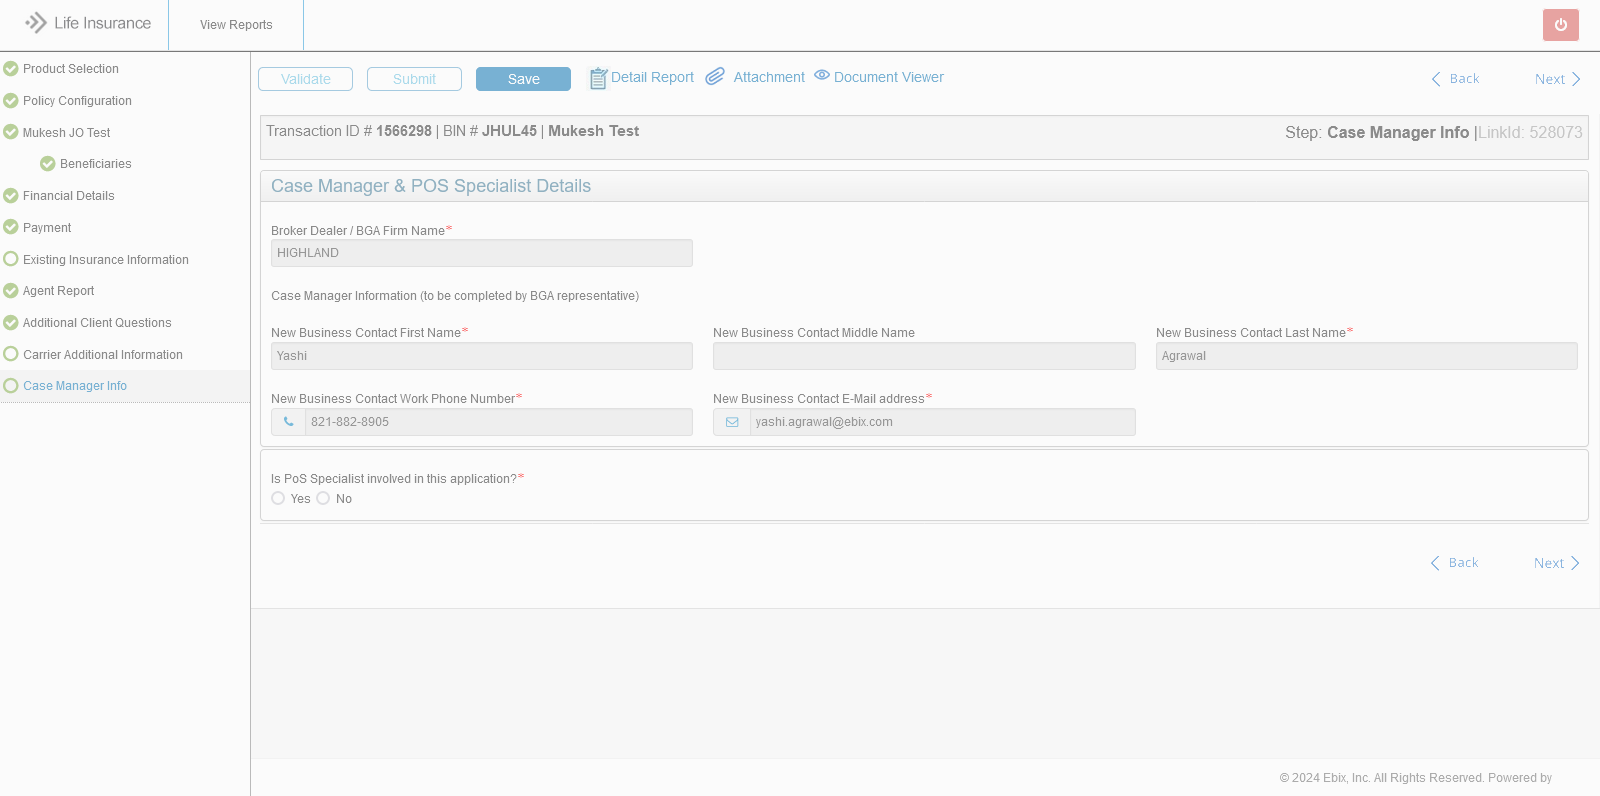 Life Insurance
View Reports
Product Selection
Policy Configuration
Mukesh JO Test
Beneficiaries
Financial Details
Payment
Existing Insurance Information
Agent Report
Additional Client Questions
Carrier Additional Information
Case Manager Info
Validate
Submit
Save
Detail Report
Attachment
Document Viewer
Back
Next
Transaction ID # 1566298 | BIN # JHUL45 | Mukesh Test
Step: Case Manager Info |LinkId: 528073
Case Manager & POS Specialist Details
Broker Dealer / BGA Firm Name*
HIGHLAND
Case Manager Information (to be completed by BGA representative)
New Business Contact First Name*
Yashi
New Business Contact Middle Name
New Business Contact Last Name*
Agrawal
New Business Contact Work Phone Number*
821-882-8905
New Business Contact E-Mail address*
yashi.agrawal@ebix.com
Is PoS Specialist involved in this application?*
Yes
No
Back
Next
© 2024 Ebix, Inc. All Rights Reserved. Powered by